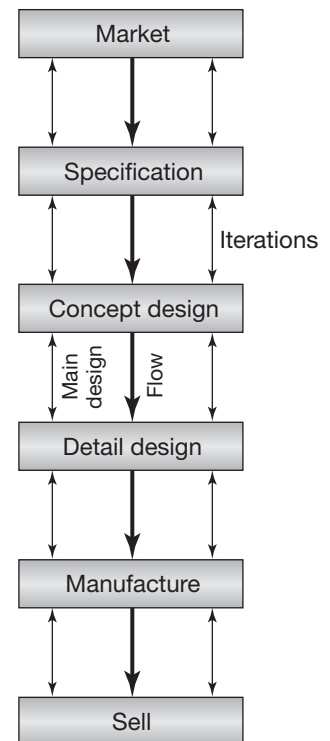 Market
Specification
Iterations
Concept design
Main
design
Flow
Detail design
Manufacture
Sell